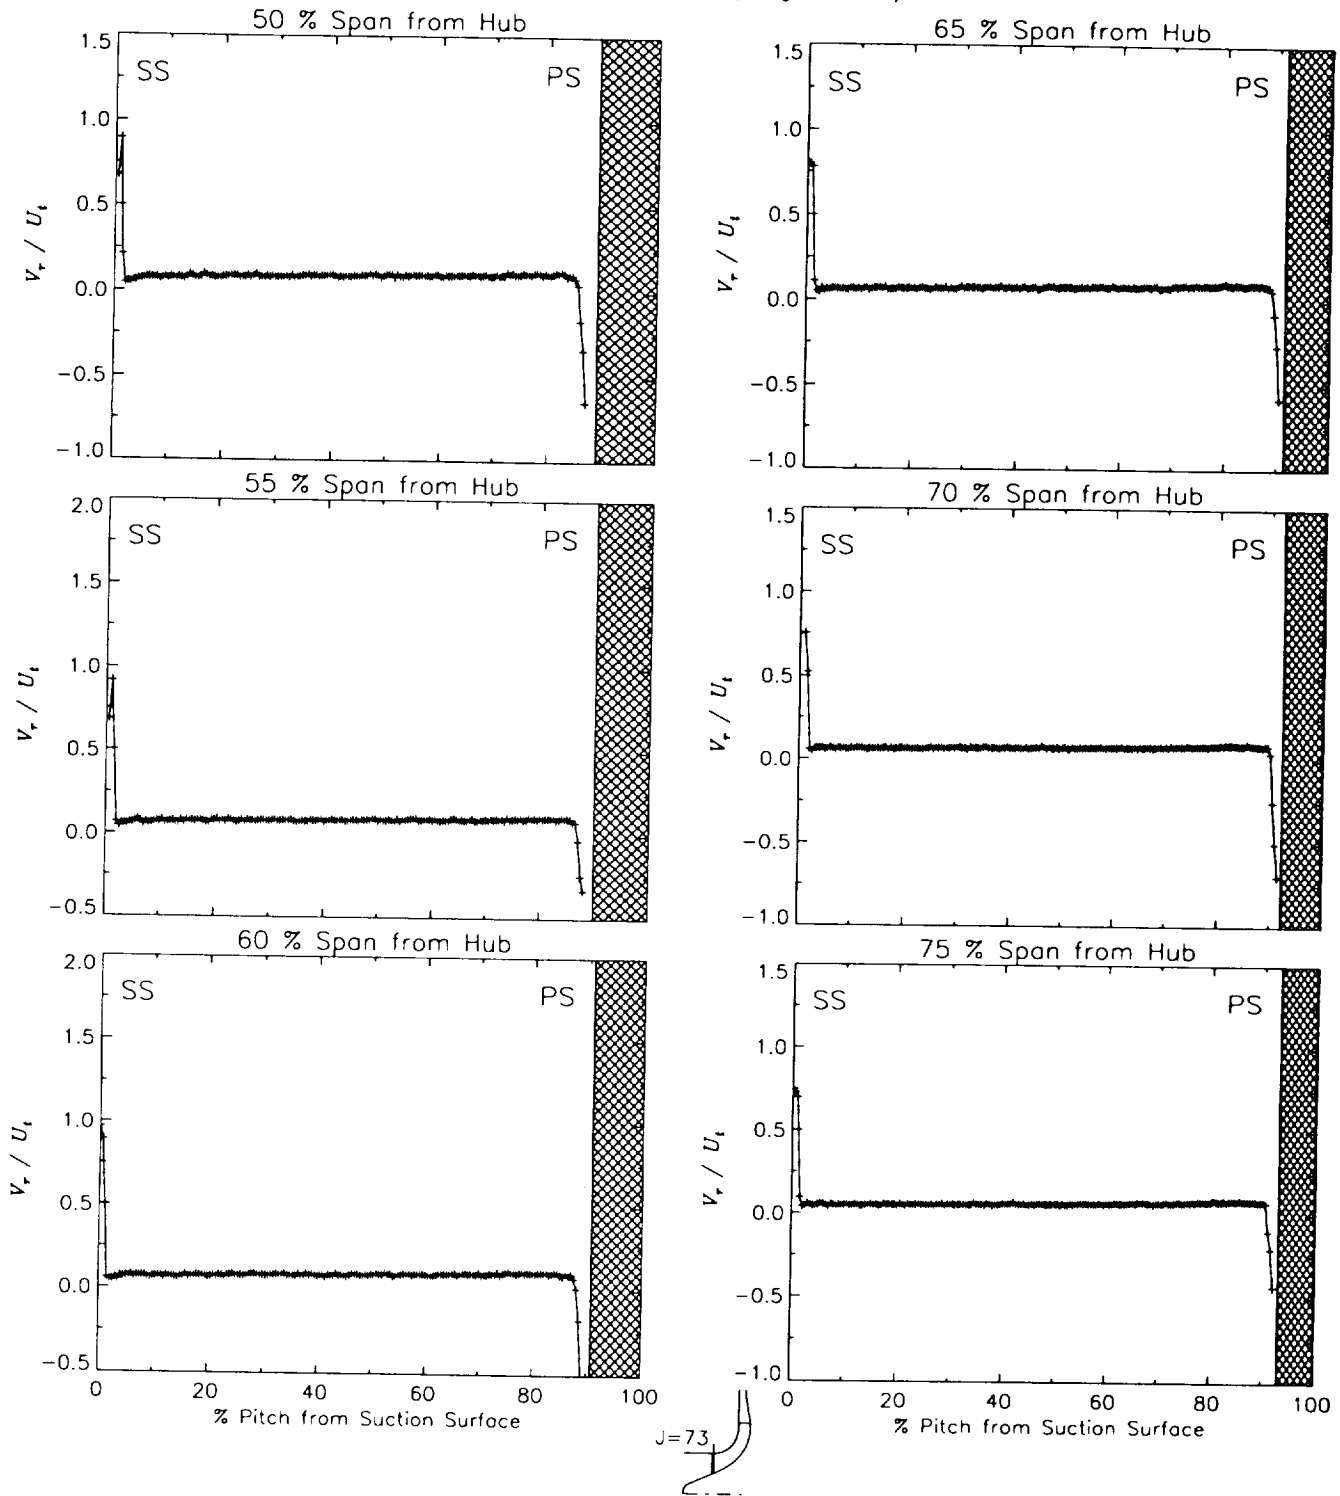 50 % Span from Hub
1.5
1.0
0.5
0.0
-0.5
-1.0
SS
PS
V_r / U_t
55 % Span from Hub
2.0
1.5
1.0
0.5
0.0
-0.5
SS
PS
V_r / U_t
60 % Span from Hub
2.0
1.5
1.0
0.5
0.0
-0.5
SS
PS
V_r / U_t
0 20 40 60 80 100
% Pitch from Suction Surface
65 % Span from Hub
1.5
1.0
0.5
0.0
-0.5
-1.0
SS
PS
V_r / U_t
70 % Span from Hub
1.5
1.0
0.5
0.0
-0.5
-1.0
SS
PS
V_r / U_t
75 % Span from Hub
1.5
1.0
0.5
0.0
-0.5
-1.0
SS
PS
V_r / U_t
0 20 40 60 80 100
% Pitch from Suction Surface
J=73